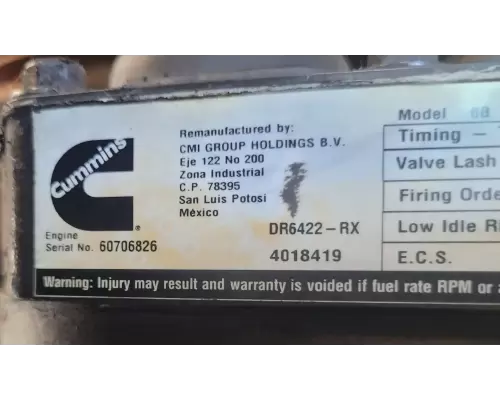 Cummins
Engine
Serial No. 60706826
Remanufactured by:
CMI GROUP HOLDINGS B.V.
Eje 122 No 200
Zona Industrial
C.P. 78395
San Luis Potosi
México
DR6422-RX
4018419
Model 6B
Timing -
Valve Lash
Firing Orde
Low Idle R
E.C.S.
Warning: Injury may result and warranty is voided if fuel rate RPM or a